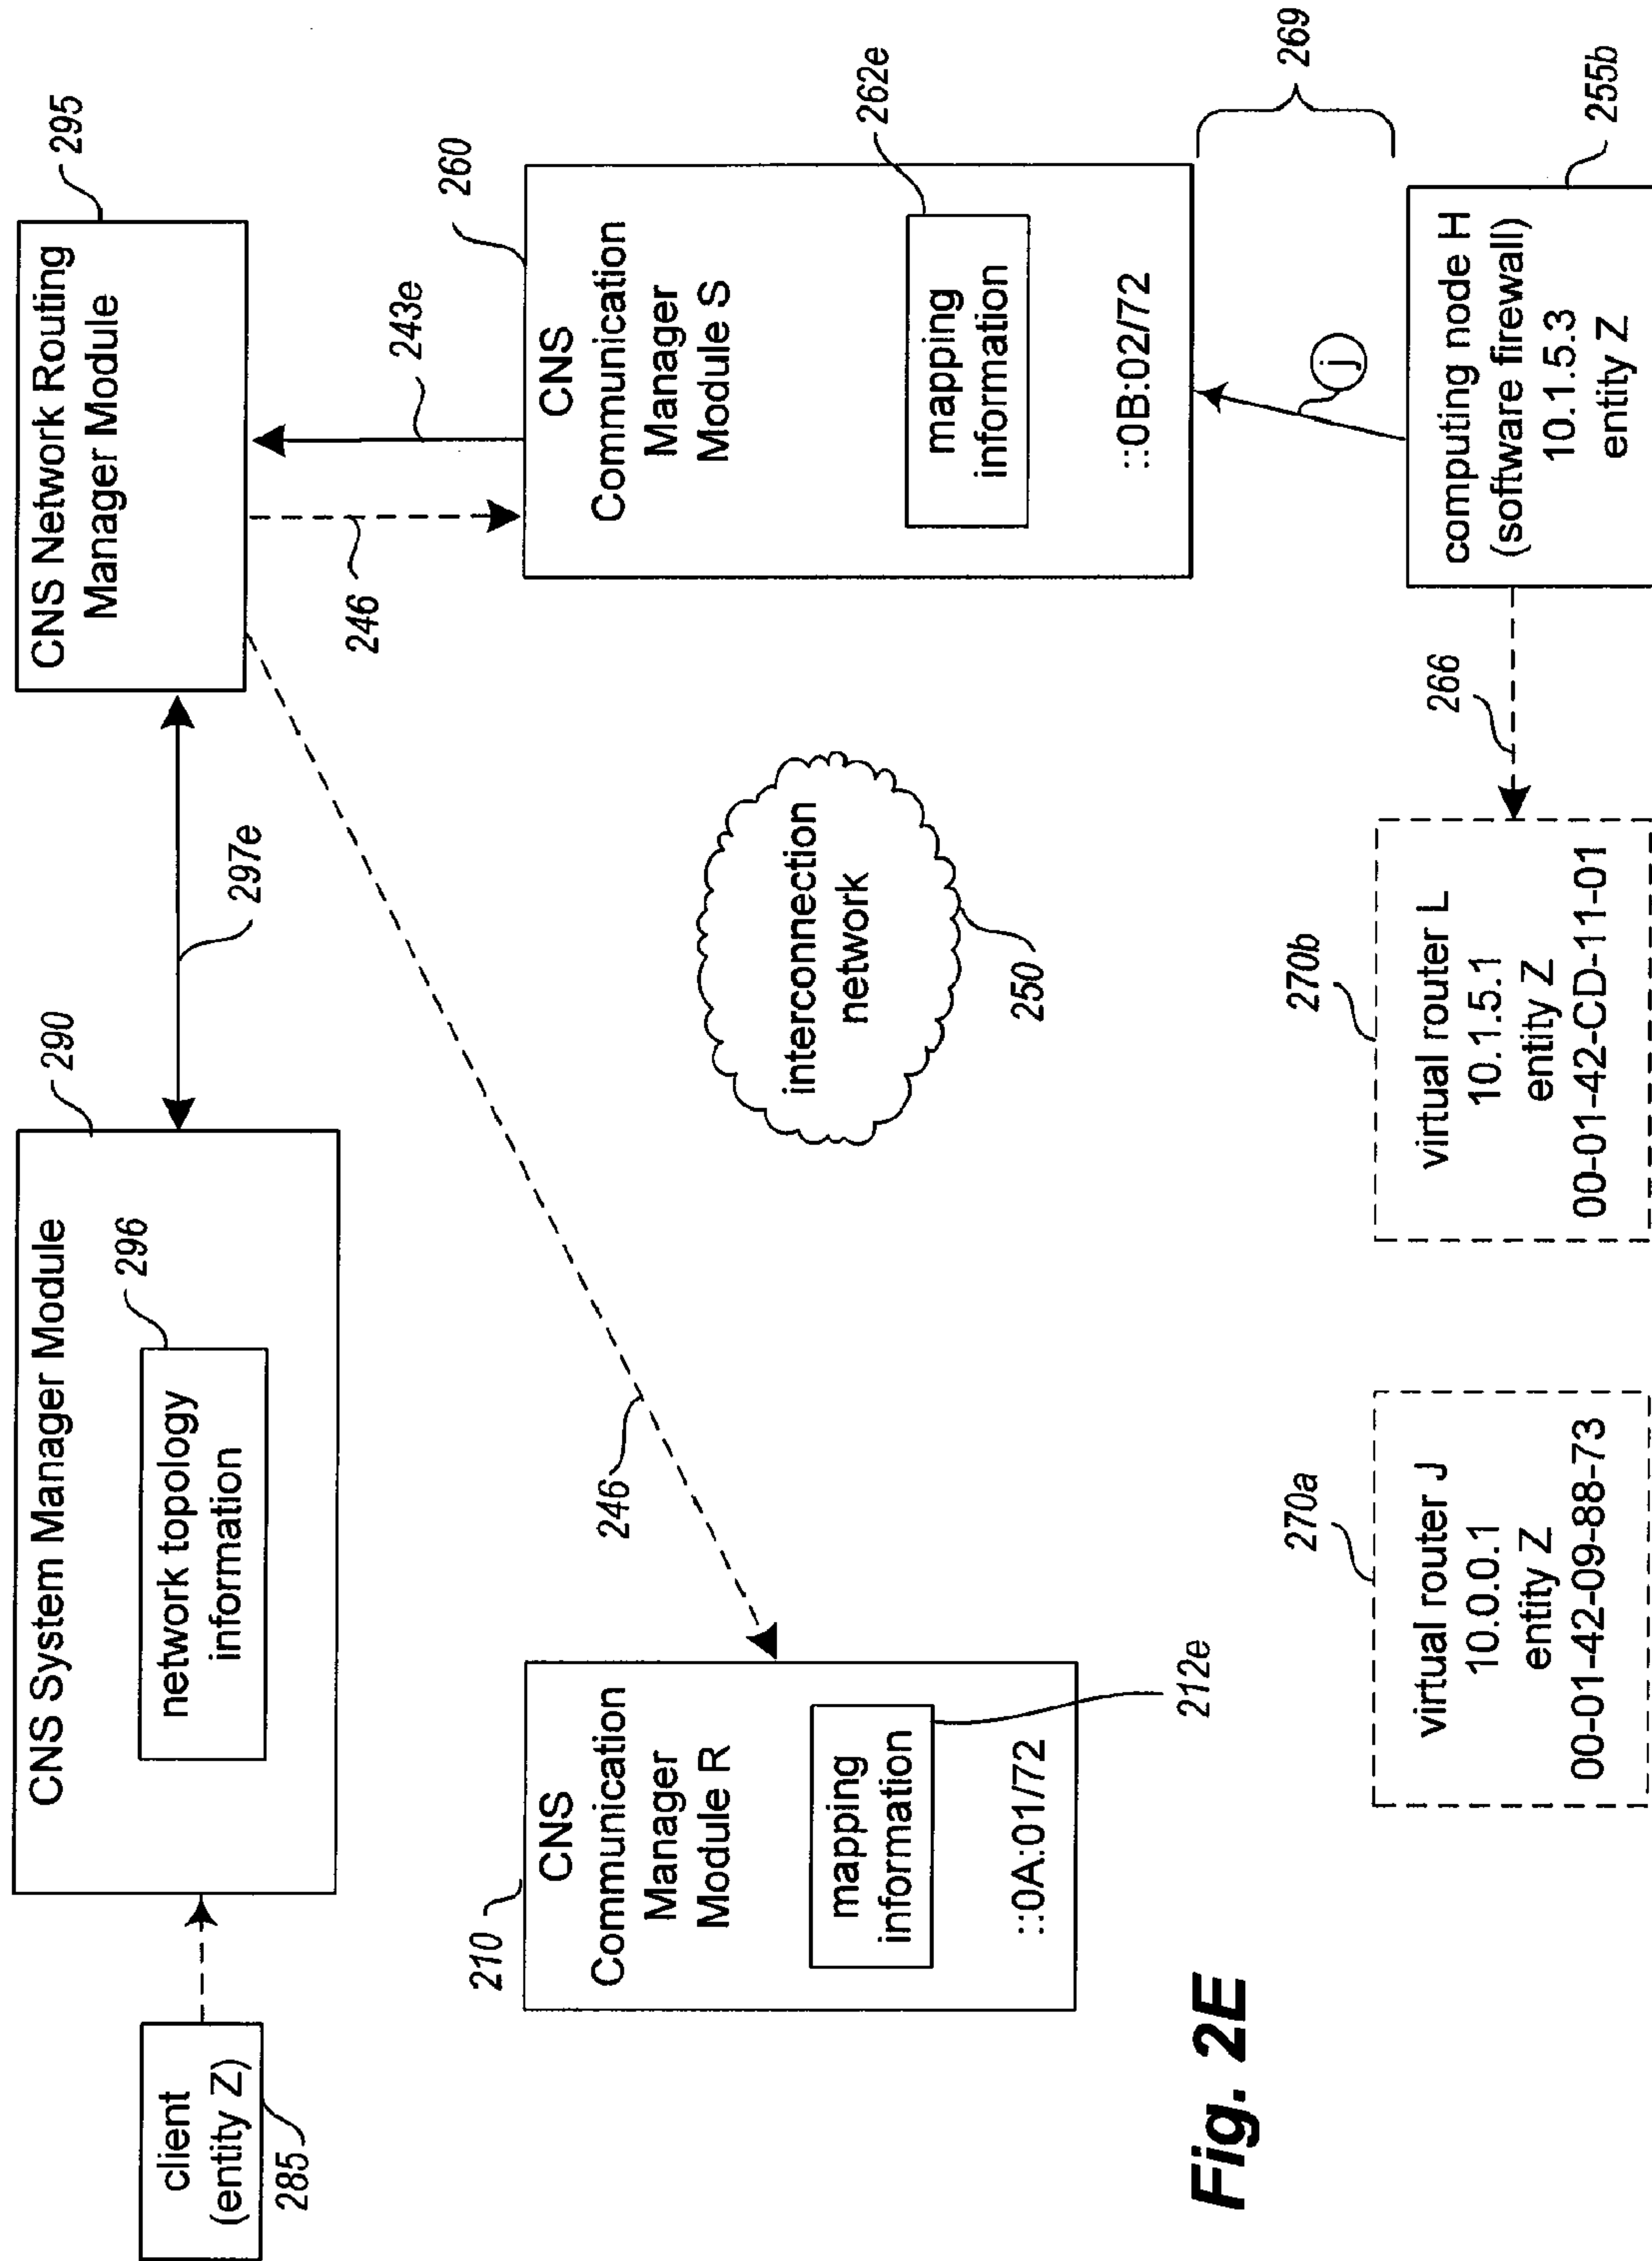 client
(entity Z)
285
CNS System Manager Module
290
network topology
information
296
297e
CNS Network Routing
Manager Module
295
246
243e
246
210
CNS
Communication
Manager
Module R
mapping
information
212e
::0A:01/72
interconnection
network
250
260
CNS
Communication
Manager
Module S
mapping
information
262e
::0B:02/72
269
j
270a
virtual router J
10.0.0.1
entity Z
00-01-42-09-88-73
270b
virtual router L
10.1.5.1
entity Z
00-01-42-CD-11-01
266
computing node H
(software firewall)
10.1.5.3
entity Z
255b
Fig. 2E